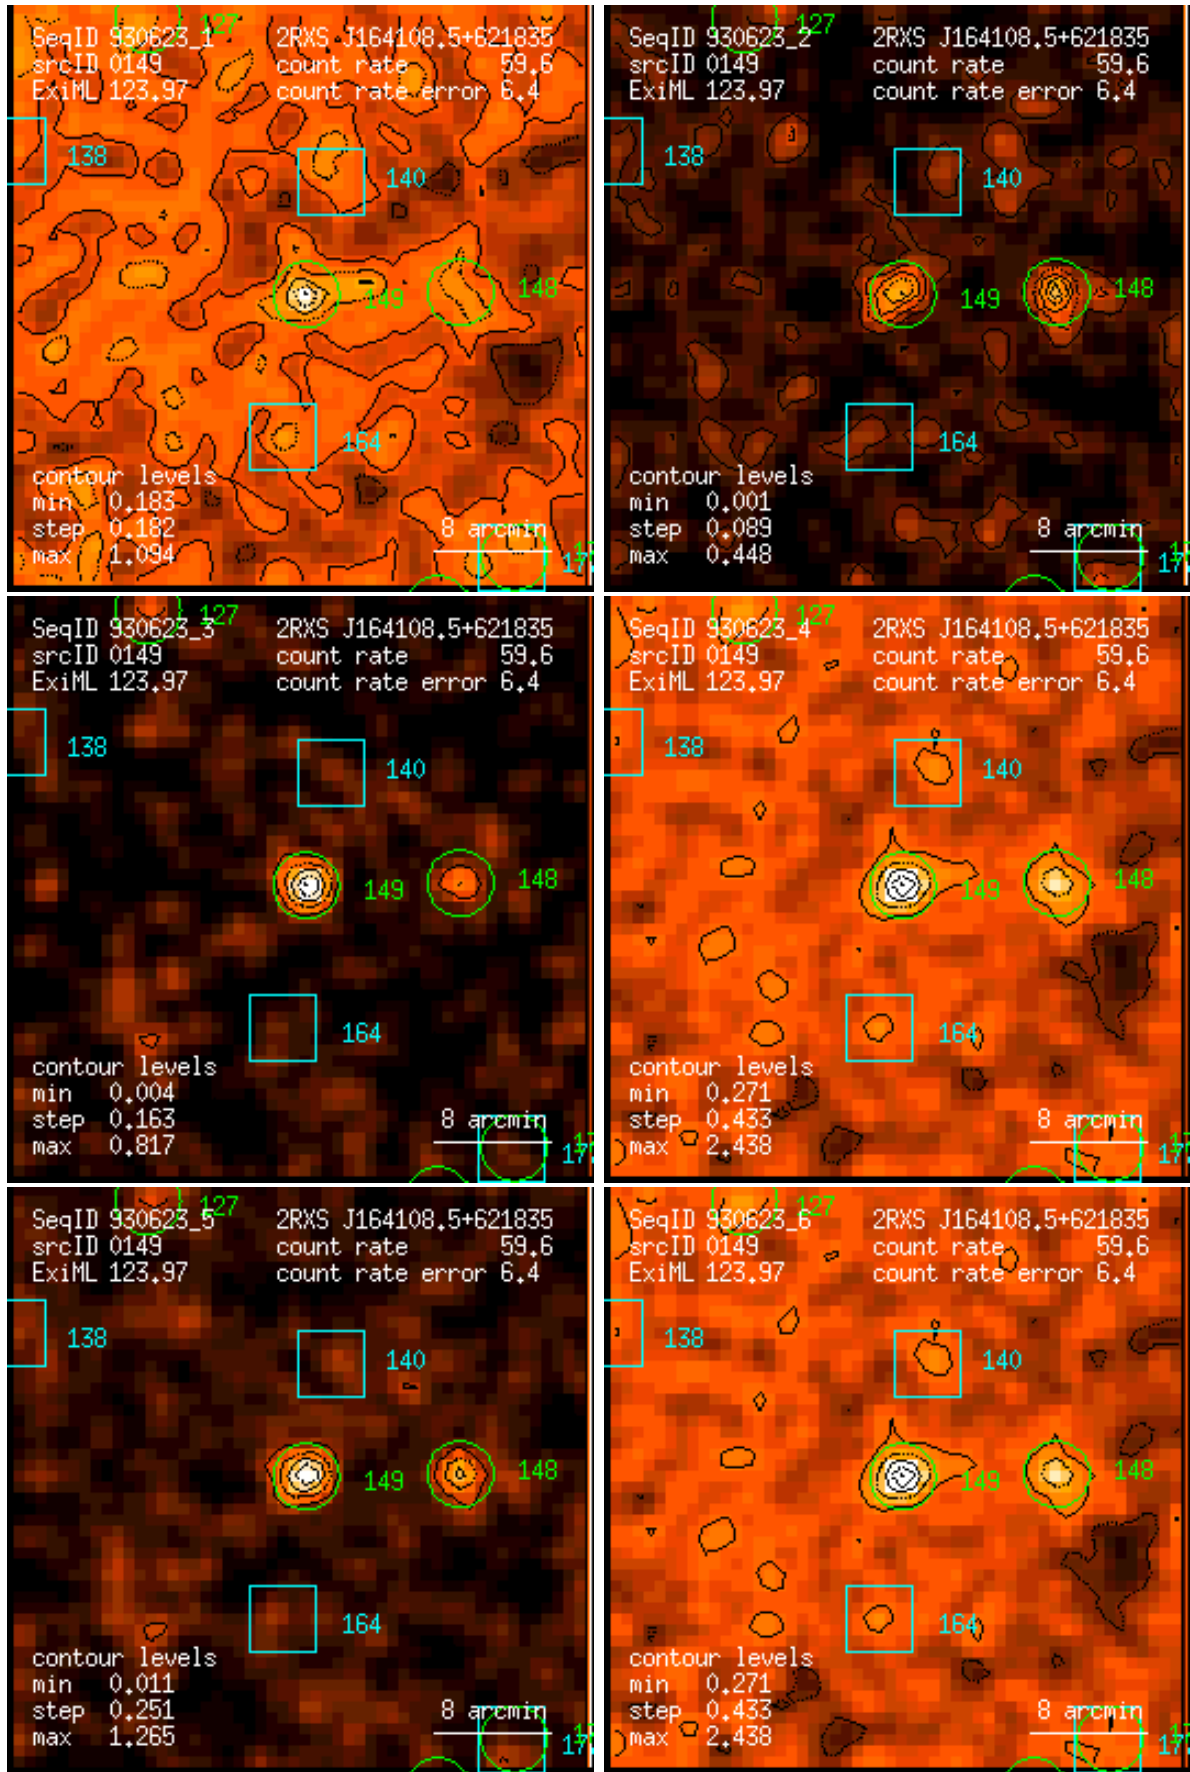 127
SeqID 930623_1 2RXS J164108.5+621835
srcID 0149 count rate 59.6
ExiML 123.97 count rate error 6.4
138
140
149
148
164
contour levels
min 0.183
step 0.182
max 1.094
8 arcmin
127
SeqID 930623_2 2RXS J164108.5+621835
srcID 0149 count rate 59.6
ExiML 123.97 count rate error 6.4
138
140
149
148
164
contour levels
min 0.001
step 0.089
max 0.448
8 arcmin
127
SeqID 930623_3 2RXS J164108.5+621835
srcID 0149 count rate 59.6
ExiML 123.97 count rate error 6.4
138
140
149
148
164
contour levels
min 0.004
step 0.163
max 0.817
8 arcmin
127
SeqID 930623_4 2RXS J164108.5+621835
srcID 0149 count rate 59.6
ExiML 123.97 count rate error 6.4
138
140
149
148
164
contour levels
min 0.271
step 0.433
max 2.438
8 arcmin
127
SeqID 930623_5 2RXS J164108.5+621835
srcID 0149 count rate 59.6
ExiML 123.97 count rate error 6.4
138
140
149
148
164
contour levels
min 0.011
step 0.251
max 1.265
8 arcmin
127
SeqID 930623_6 2RXS J164108.5+621835
srcID 0149 count rate 59.6
ExiML 123.97 count rate error 6.4
138
140
149
148
164
contour levels
min 0.271
step 0.433
max 2.438
8 arcmin